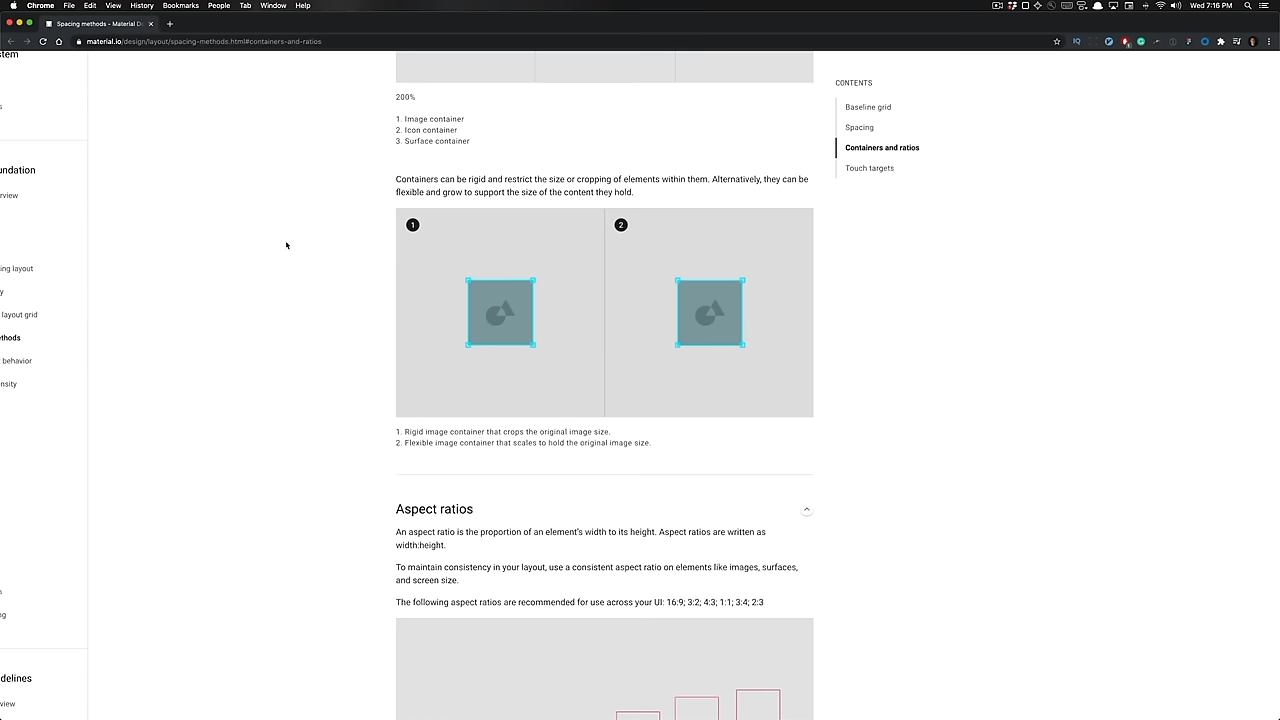 Chrome File Edit View History Bookmarks People Tab Window Help
Wed 7:16 PM
Spacing methods - Material D
material.io/design/layout/spacing-methods.html#containers-and-ratios
stem
s
undation
rview
ing layout
y
layout grid
thods
behavior
nsity
s
ng
delines
view
200%
1. Image container
2. Icon container
3. Surface container
Containers can be rigid and restrict the size or cropping of elements within them. Alternatively, they can be
flexible and grow to support the size of the content they hold.
1
2
1. Rigid image container that crops the original image size.
2. Flexible image container that scales to hold the original image size.
Aspect ratios
An aspect ratio is the proportion of an element's width to its height. Aspect ratios are written as
width:height.
To maintain consistency in your layout, use a consistent aspect ratio on elements like images, surfaces,
and screen size.
The following aspect ratios are recommended for use across your UI: 16:9; 3:2; 4:3; 1:1; 3:4; 2:3
CONTENTS
Baseline grid
Spacing
Containers and ratios
Touch targets